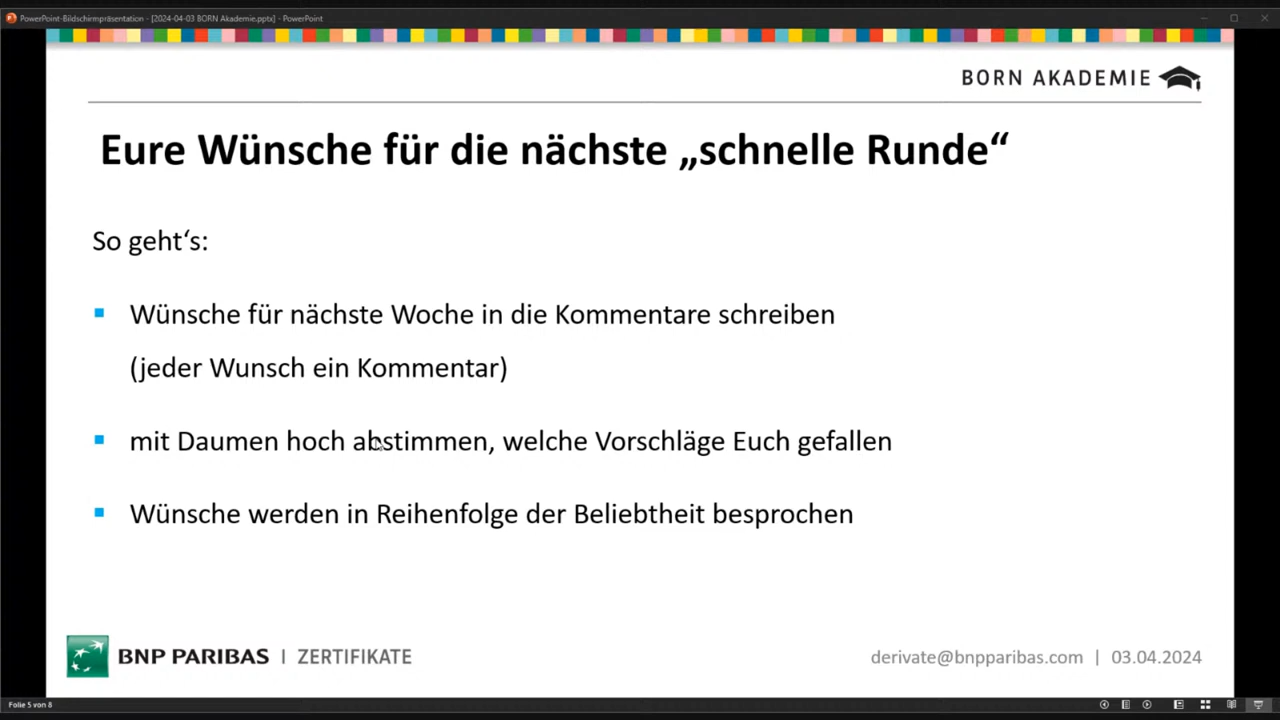 PowerPoint-Bildschirmpräsentation - [2024-04-03 BORN Akademie.pptx] - PowerPoint
BORN AKADEMIE
Eure Wünsche für die nächste „schnelle Runde“
So geht‘s:
Wünsche für nächste Woche in die Kommentare schreiben
(jeder Wunsch ein Kommentar)
mit Daumen hoch abstimmen, welche Vorschläge Euch gefallen
Wünsche werden in Reihenfolge der Beliebtheit besprochen
BNP PARIBAS | ZERTIFIKATE
derivate@bnpparibas.com | 03.04.2024
Folie 5 von 8